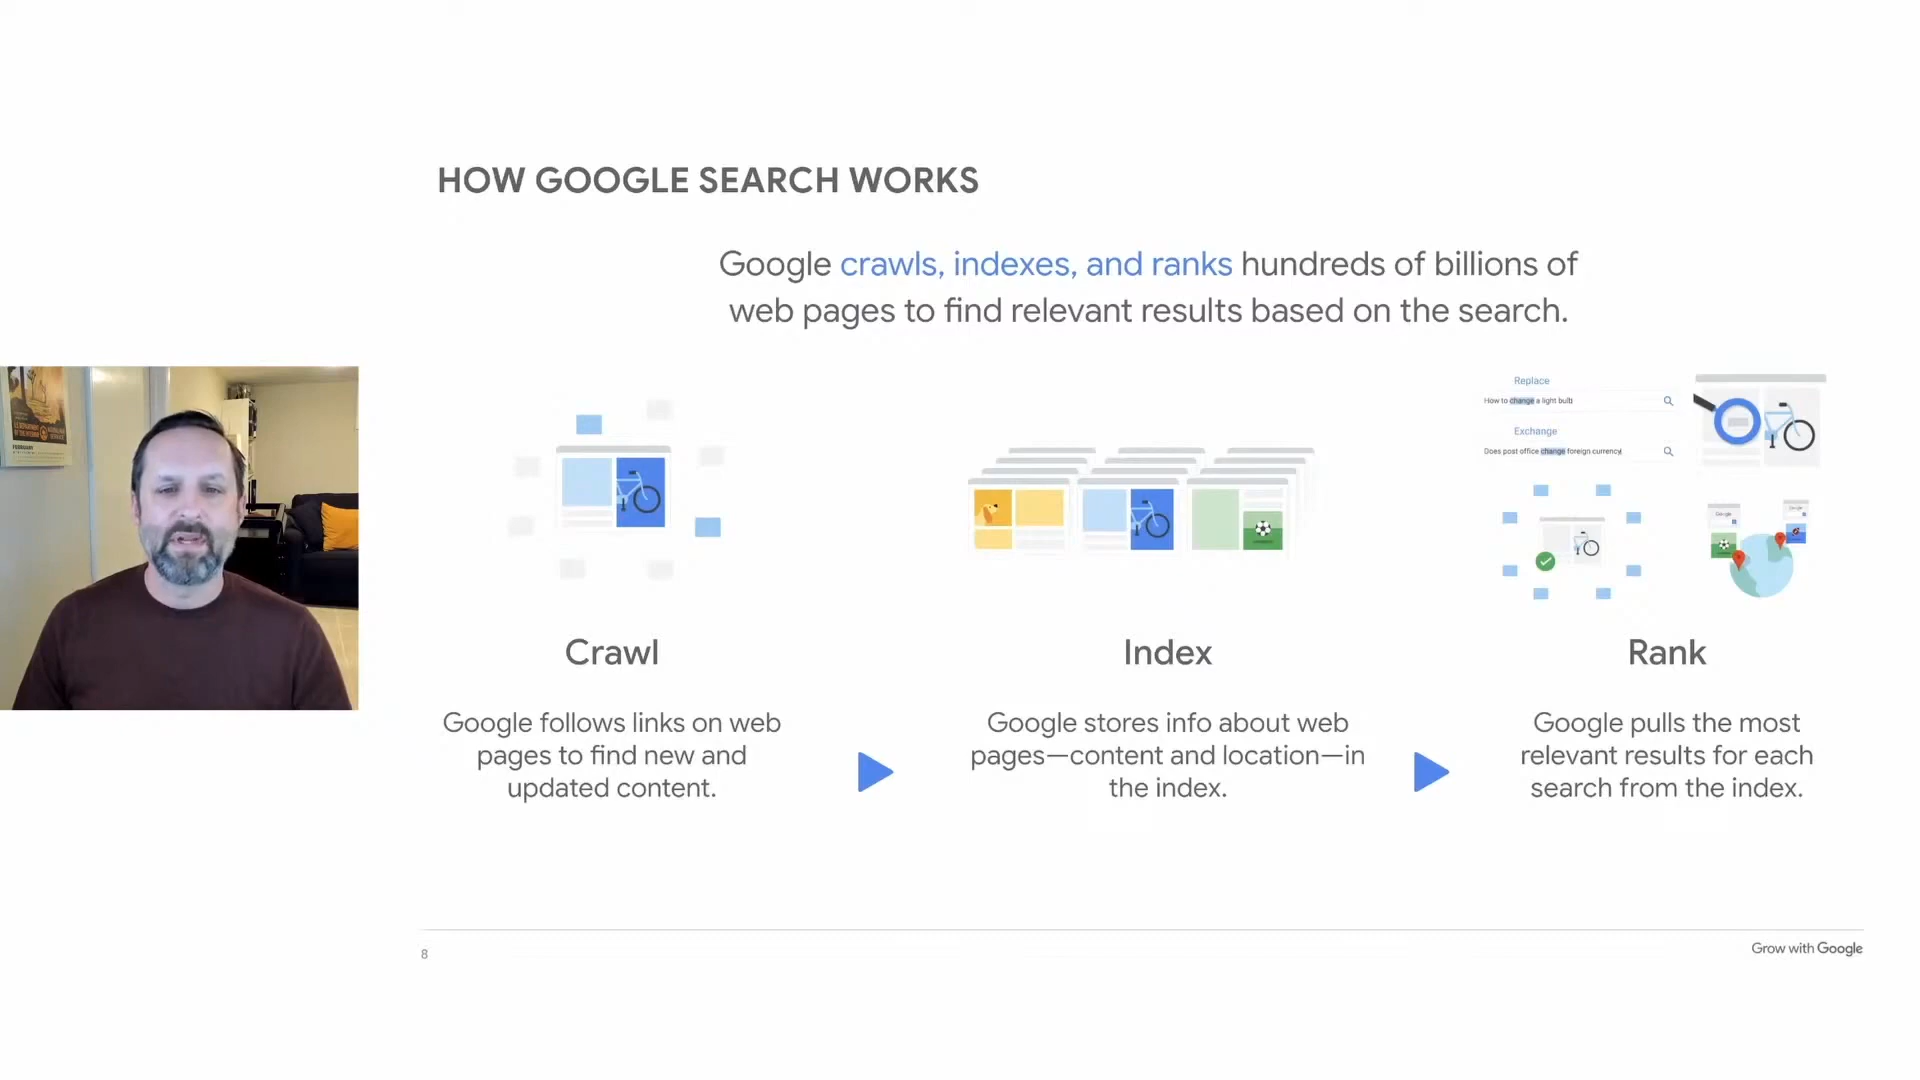 HOW GOOGLE SEARCH WORKS
Google crawls, indexes, and ranks hundreds of billions of
web pages to find relevant results based on the search.
Replace
How to change a light bulb
Exchange
Does post office change foreign currency
Google
Google
FEBRUARY
Crawl
Google follows links on web
pages to find new and
updated content.
Index
Google stores info about web
pages—content and location—in
the index.
Rank
Google pulls the most
relevant results for each
search from the index.
8
Grow with Google